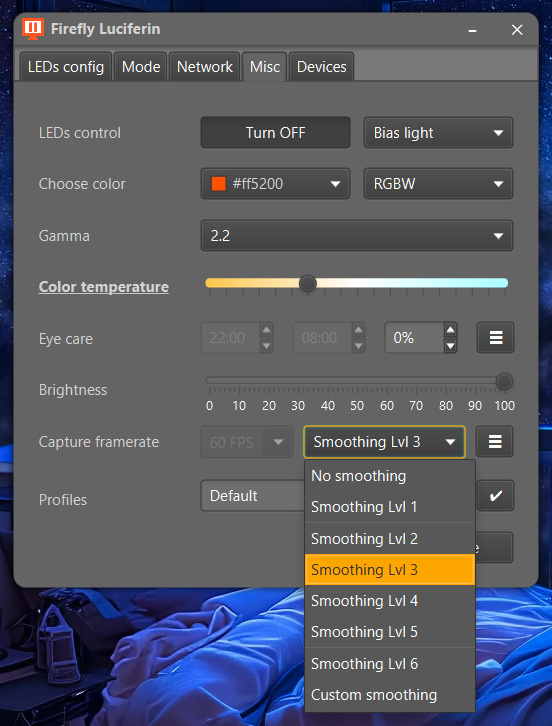 Firefly Luciferin
LEDs config Mode Network Misc Devices
LEDs control Turn OFF Bias light
Choose color #ff5200 RGBW
Gamma 2.2
Color temperature
Eye care 22:00 08:00 0%
Brightness
0 10 20 30 40 50 60 70 80 90 100
Capture framerate 60 FPS Smoothing Lvl 3
No smoothing
Profiles Default
Smoothing Lvl 1
Smoothing Lvl 2
Smoothing Lvl 3
Smoothing Lvl 4
Smoothing Lvl 5
Smoothing Lvl 6
Custom smoothing